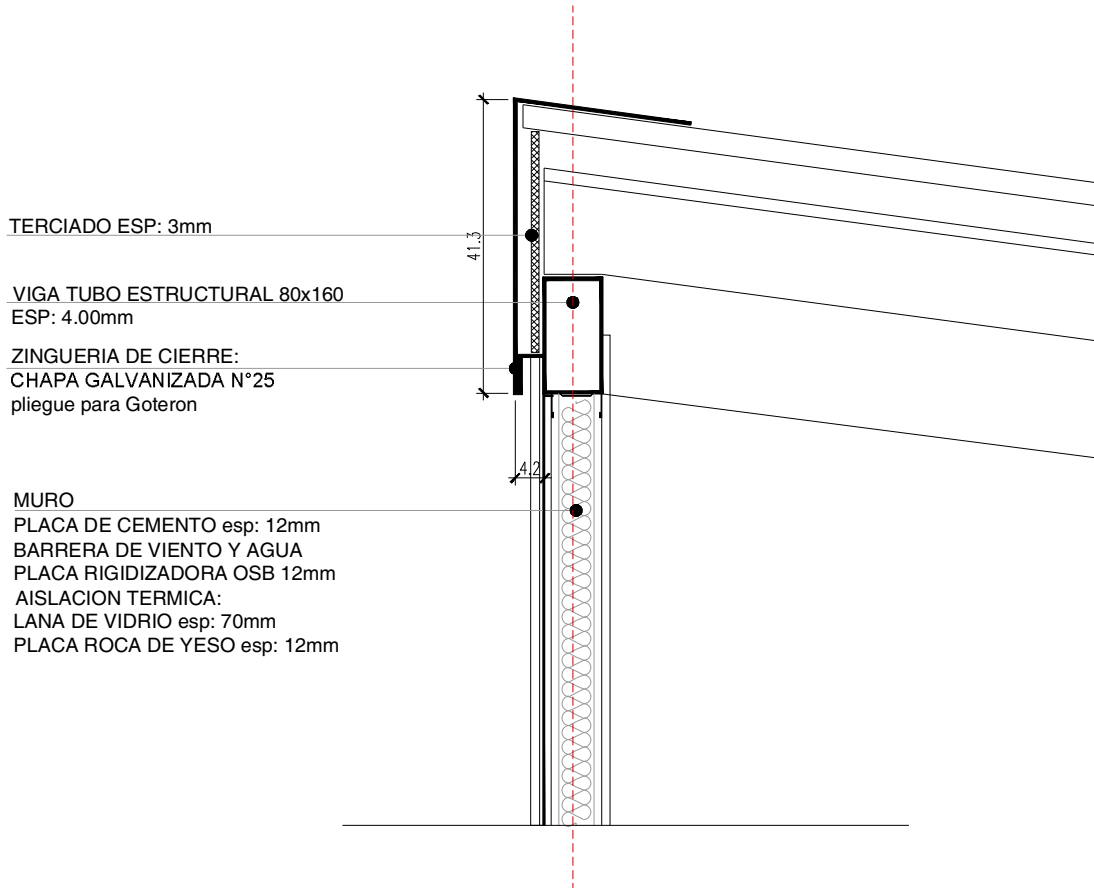 TERCIADO ESP: 3mm
41.3
VIGA TUBO ESTRUCTURAL 80x160
ESP: 4.00mm
ZINGUERIA DE CIERRE:
CHAPA GALVANIZADA N°25
pliegue para Goteron
4.2
MURO
PLACA DE CEMENTO esp: 12mm
BARRERA DE VIENTO Y AGUA
PLACA RIGIDIZADORA OSB 12mm
AISLACION TERMICA:
LANA DE VIDRIO esp: 70mm
PLACA ROCA DE YESO esp: 12mm